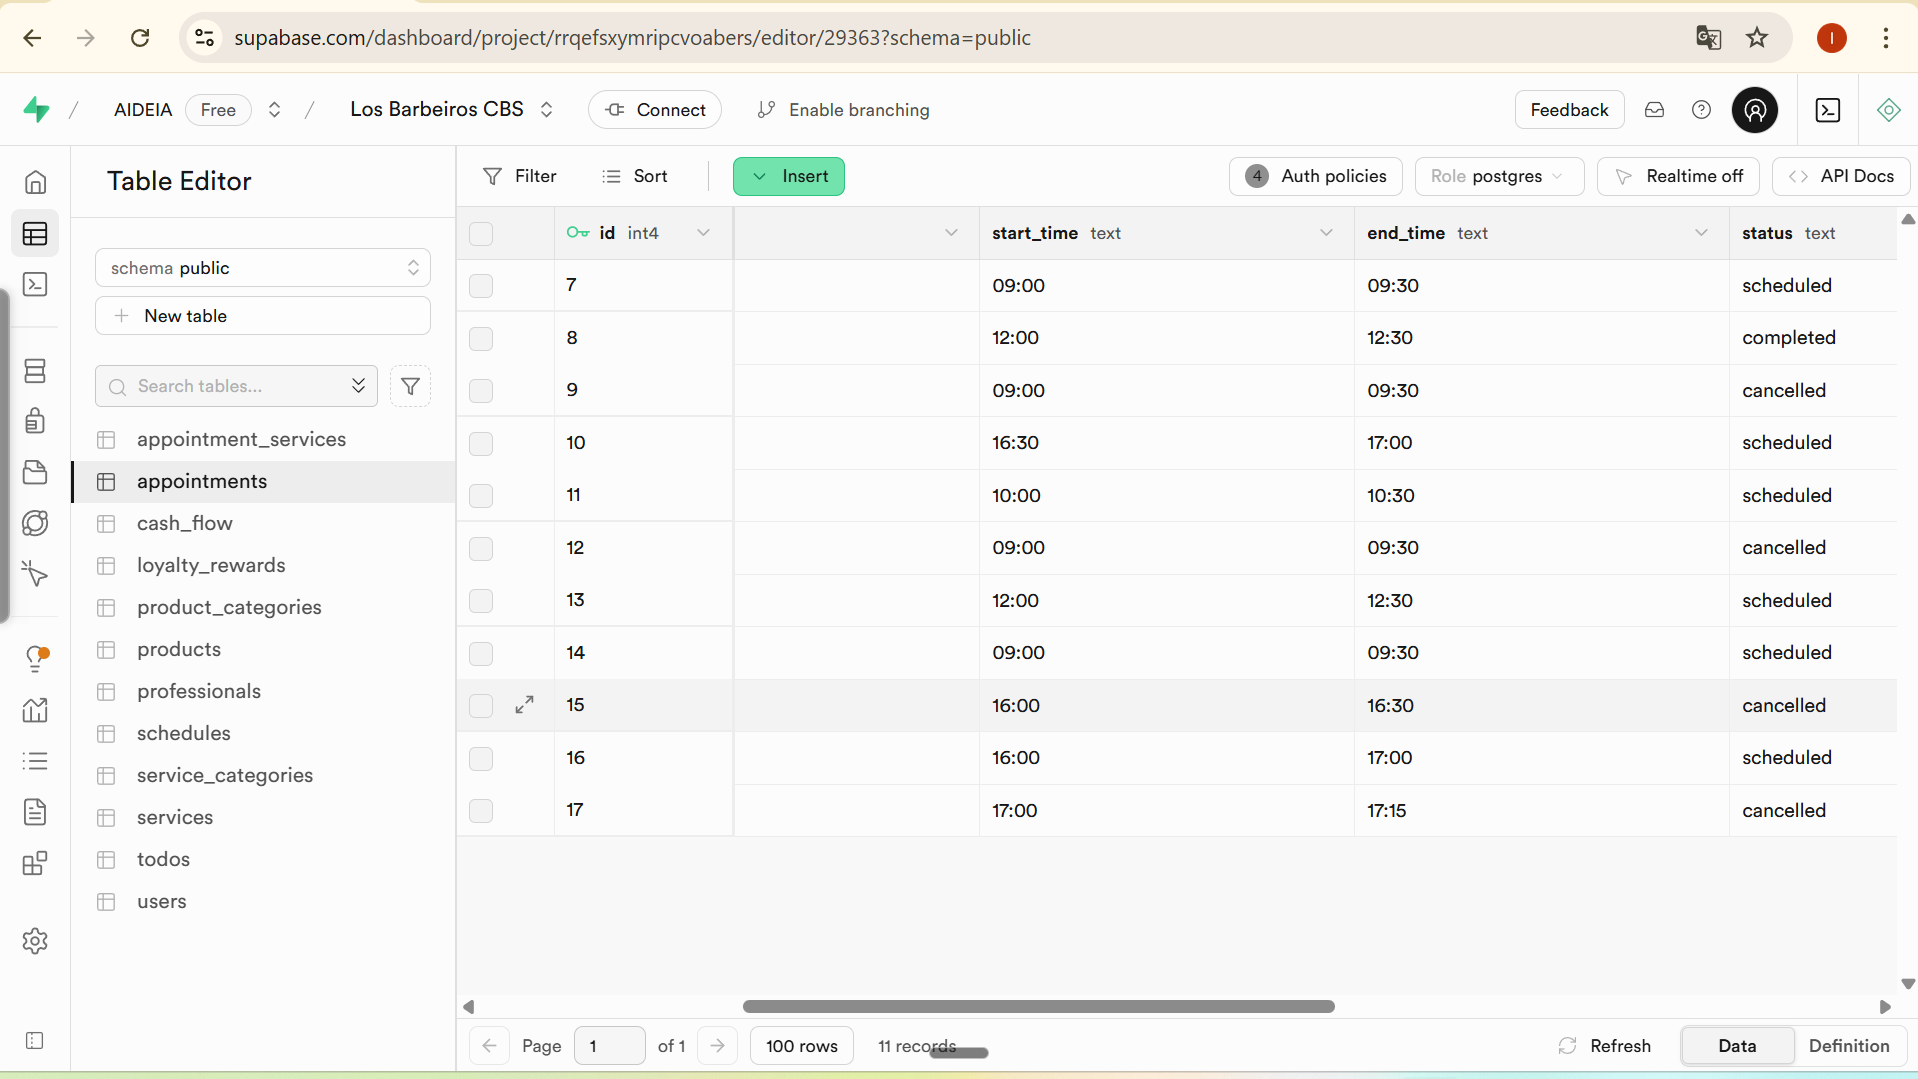 supabase.com/dashboard/project/rrqefsxymripcvoabers/editor/29363?schema=public
I
/ AIDEIA Free / Los Barbeiros CBS Connect Enable branching Feedback
Table Editor
schema public
New table
Search tables...
appointment_services
appointments
cash_flow
loyalty_rewards
product_categories
products
professionals
schedules
service_categories
services
todos
users
Filter Sort Insert 4 Auth policies Role postgres Realtime off API Docs
id int4 start_time text end_time text status text
7 09:00 09:30 scheduled
8 12:00 12:30 completed
9 09:00 09:30 cancelled
10 16:30 17:00 scheduled
11 10:00 10:30 scheduled
12 09:00 09:30 cancelled
13 12:00 12:30 scheduled
14 09:00 09:30 scheduled
15 16:00 16:30 cancelled
16 16:00 17:00 scheduled
17 17:00 17:15 cancelled
Page 1 of 1 100 rows 11 records Refresh Data Definition